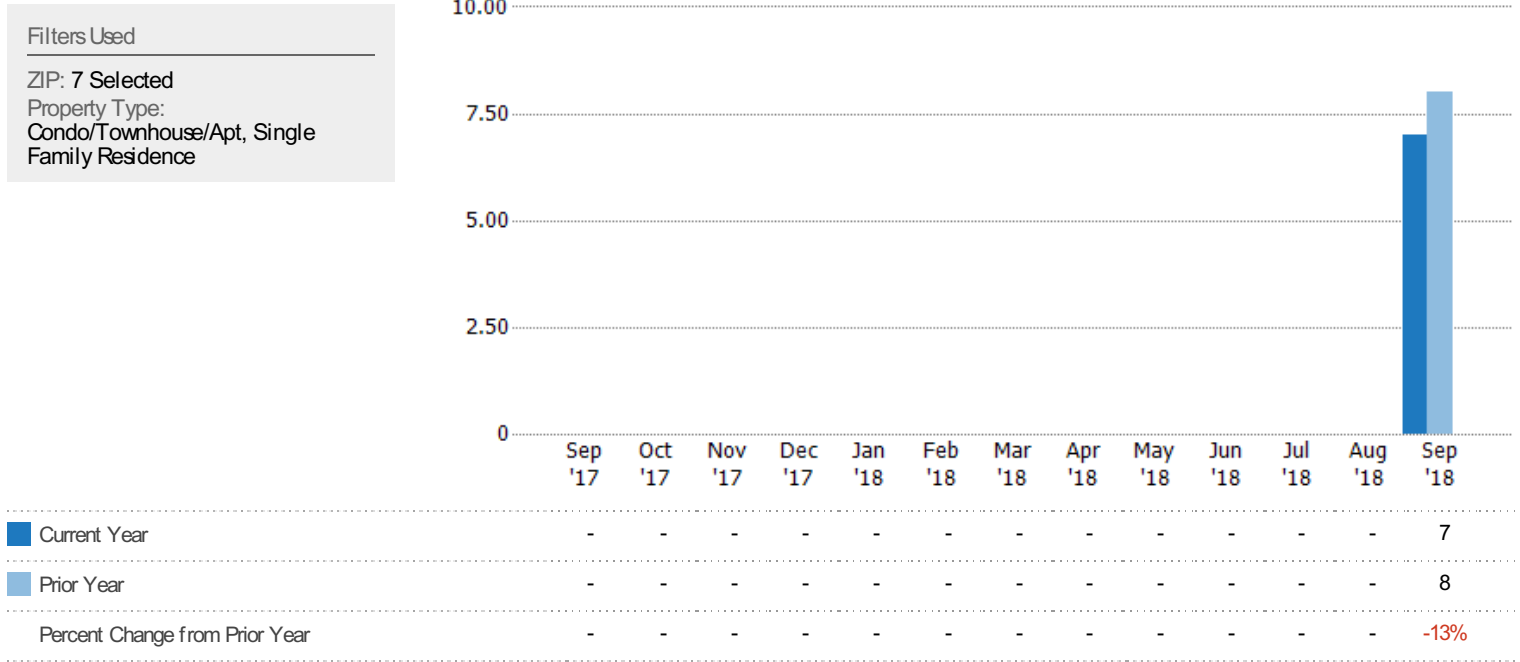 Filters Used
ZIP: 7 Selected
Property Type:
Condo/Townhouse/Apt, Single
Family Residence
10.00
7.50
5.00
2.50
0
Sep Oct Nov Dec Jan Feb Mar Apr May Jun Jul Aug Sep
'17 '17 '17 '17 '18 '18 '18 '18 '18 '18 '18 '18 '18
Current Year - - - - - - - - - - - - 7
Prior Year - - - - - - - - - - - - 8
Percent Change from Prior Year - - - - - - - - - - - - -13%